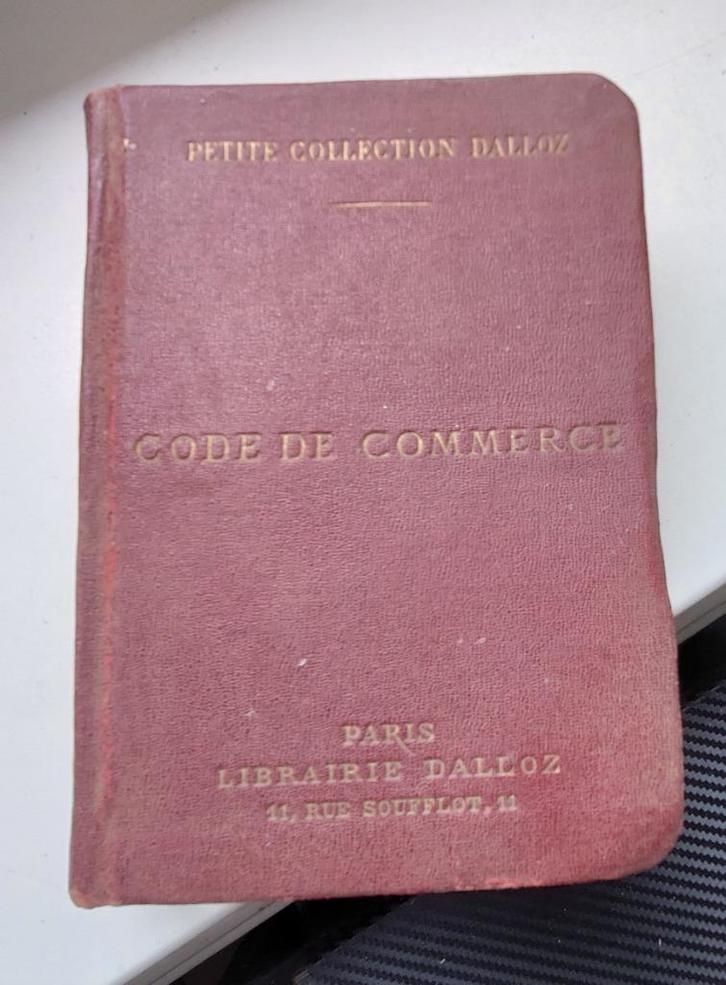 PETITE COLLECTION DALLOZ
CODE DE COMMERCE
PARIS
LIBRAIRIE DALLOZ
11, RUE SOUFFLOT, 11